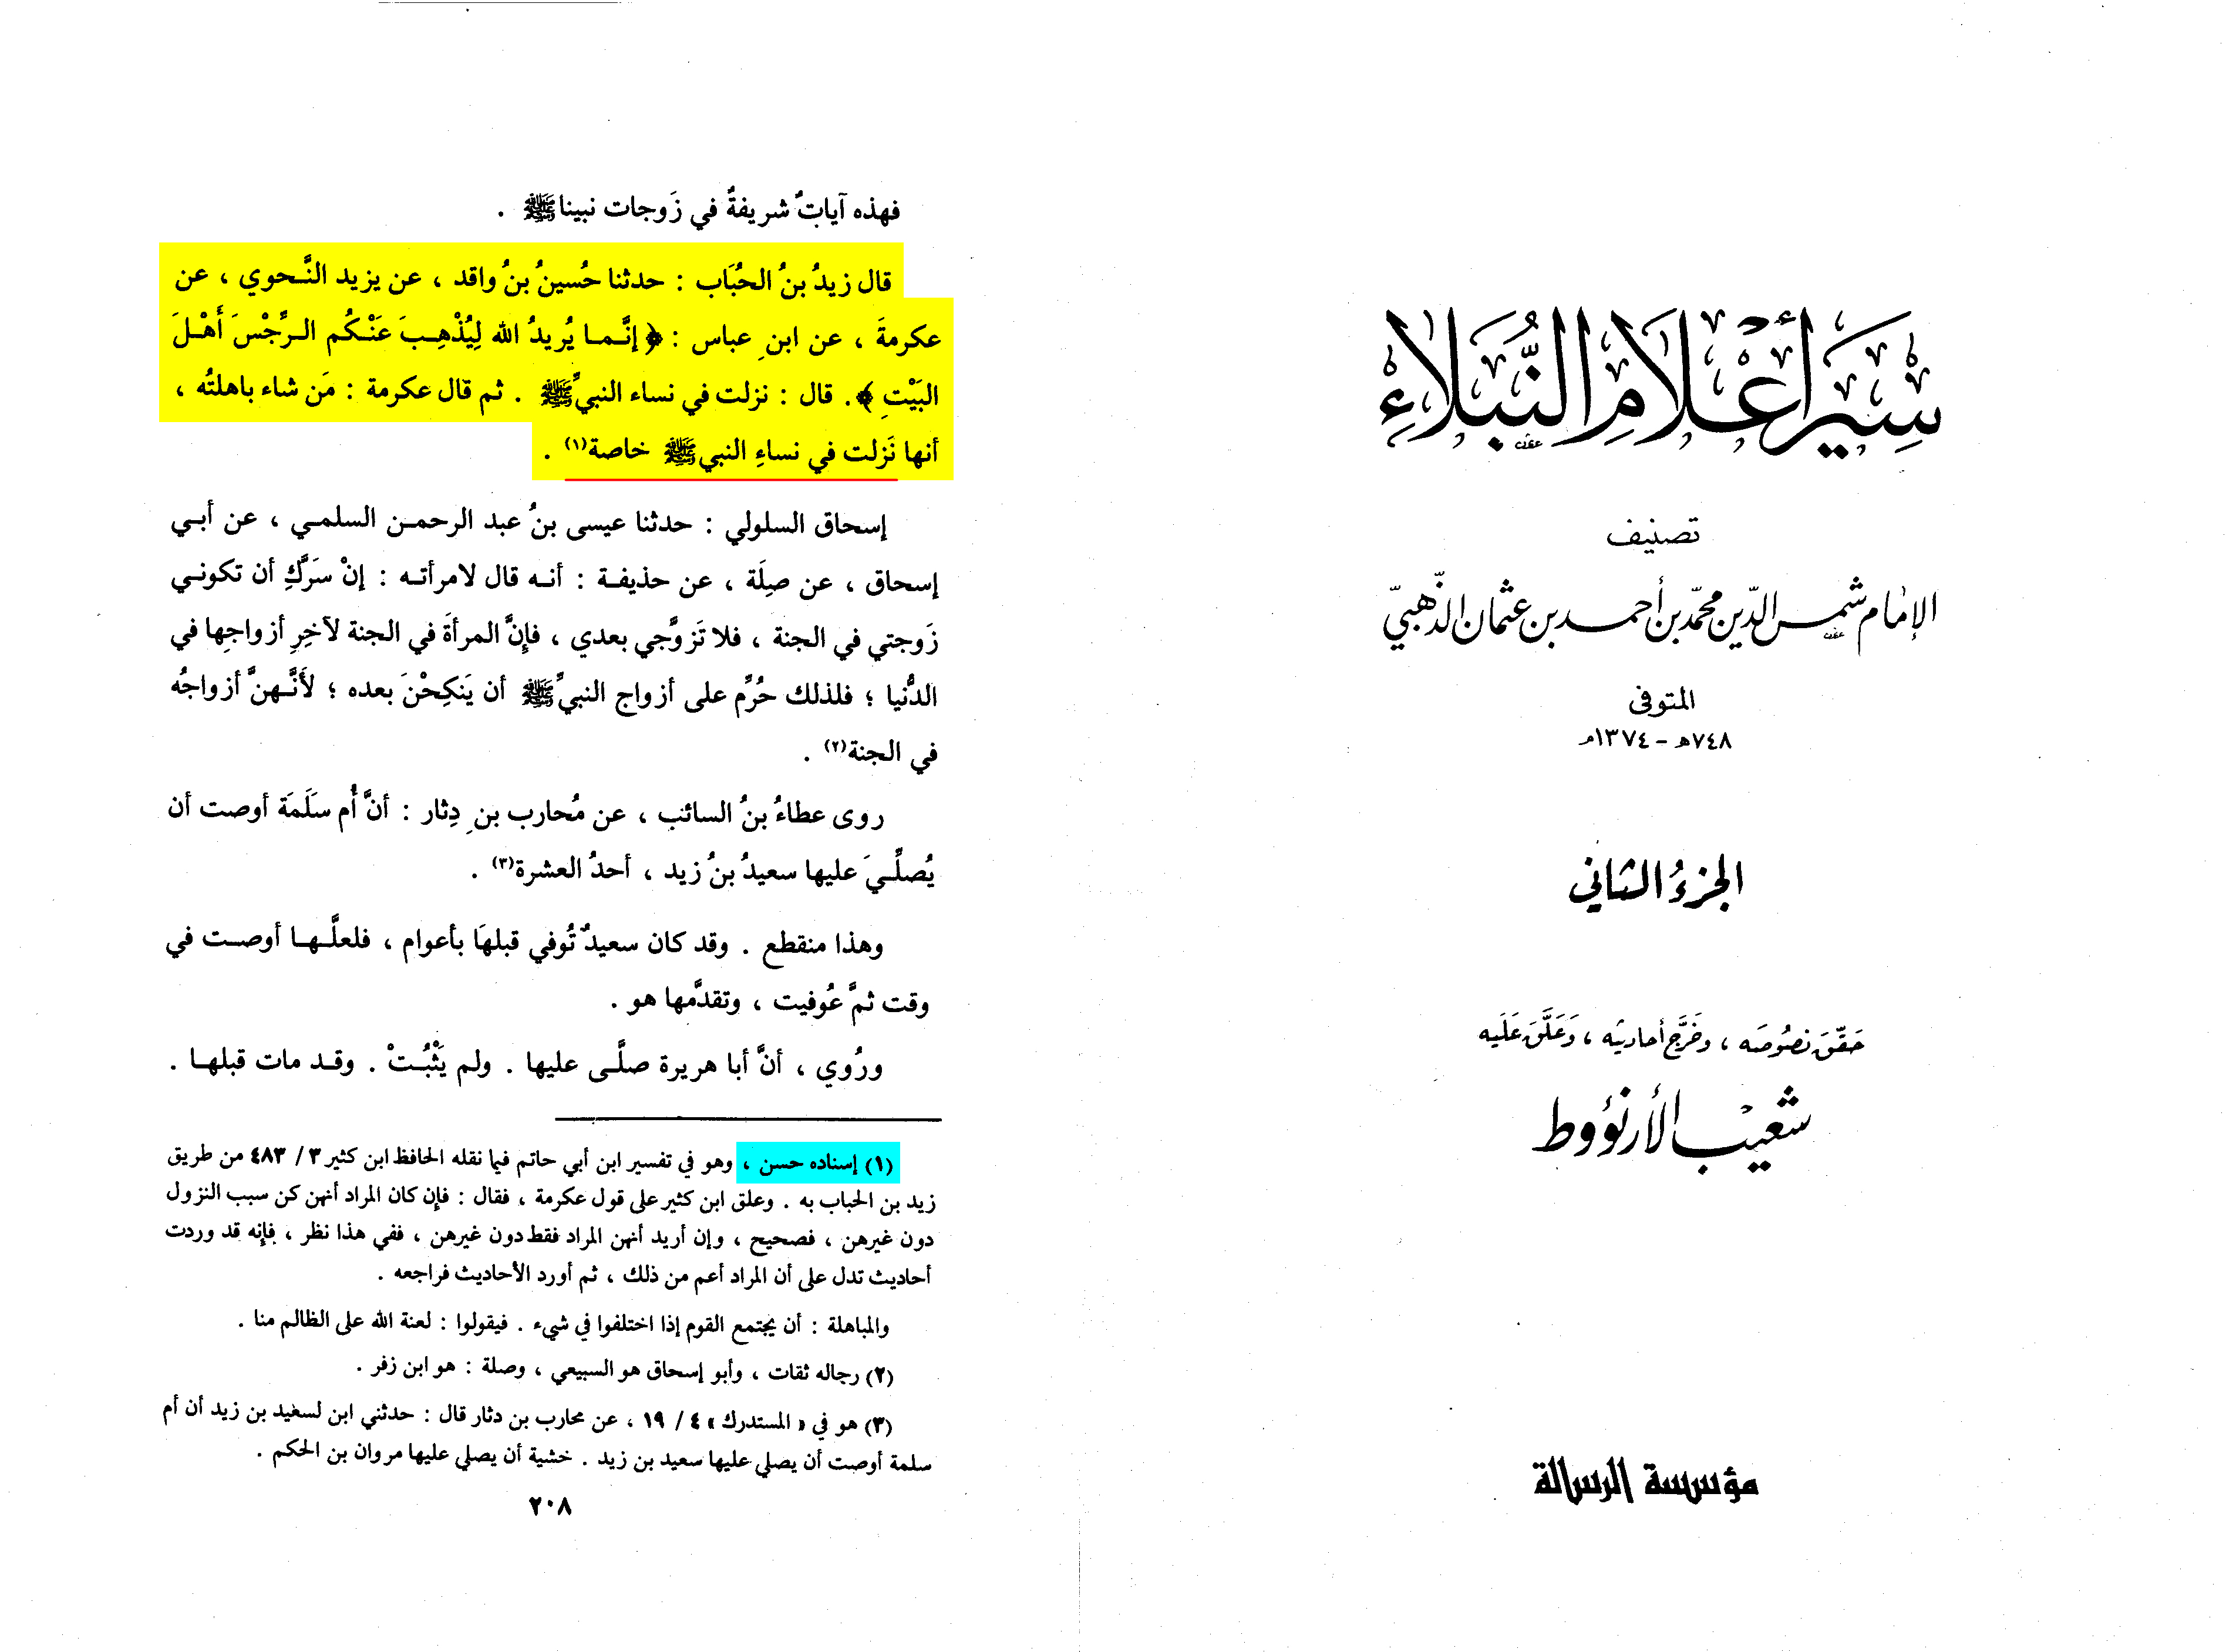 سير أعلام النبلاء
تصنيف
الإمام شمس الدين محمد بن أحمد بن عثمان الذهبي
المتوفى
٧٤٨هـ - ١٣٧٤م
الجزء الثاني
حَقّقَ نصُوصَه ، وخَرَّج أحاديثه ، وَعَلَّقَ عَلَيه
شعيب الأرنؤوط
مؤسسة الرسالة
فهذه آياتٌ شريفةٌ في زَوجات نبينا ﷺ .
قال زيدُ بنُ الحُبَاب : حدثنا حُسينُ بنُ واقد ، عن يزيد النَّحوي ، عن
عكرمةَ ، عن ابنِ عباس : ﴿ إنَّما يُريدُ الله لِيُذْهِبَ عَنْكُم الرِّجْسَ أَهْلَ
البَيْتِ ﴾. قال : نزلت في نساء النبيِّ ﷺ . ثم قال عكرمة : مَن شاء باهلتُه ،
أنها نَزلت في نساءِ النبي ﷺ خاصة(١) .
إسحاق السلولي : حدثنا عيسى بنُ عبد الرحمن السلمي ، عن أبي
إسحاق ، عن صِلَة ، عن حذيفة : أنه قال لامرأته : إنْ سَرَّكِ أن تكوني
زَوجتي في الجنة ، فلا تَزوَّجي بعدي ، فإنَّ المرأةَ في الجنة لآخِرِ أزواجِها في
الدُّنيا ؛ فلذلك حُرِّم على أزواج النبيِّ ﷺ أن يَنكِحْنَ بعده ؛ لأَنَّهنَّ أزواجُه
في الجنة(٢) .
روى عطاءُ بنُ السائب ، عن مُحارب بنِ دِثار : أنَّ أُم سَلَمَة أوصت أن
يُصلِّيَ عليها سعيدُ بنُ زيد ، أحدُ العشرة(٣) .
وهذا منقطع . وقد كان سعيدٌ تُوفي قبلهَا بأعوام ، فلعلَّها أوصت في
وقت ثمَّ عُوفيت ، وتقدَّمها هو .
ورُوي ، أنَّ أبا هريرة صلَّى عليها . ولم يَثْبُتْ . وقد مات قبلها .
(١) إسناده حسن ، وهو في تفسير ابن أبي حاتم فيما نقله الحافظ ابن كثير ٣ / ٤٨٣ من طريق
زيد بن الحباب به . وعلق ابن كثير على قول عكرمة ، فقال : فإن كان المراد أنهن كن سبب النزول
دون غيرهن ، فصحيح ، وإن أريد أنهن المراد فقط دون غيرهن ، ففي هذا نظر ، فإنه قد وردت
أحاديث تدل على أن المراد أعم من ذلك ، ثم أورد الأحاديث فراجعه .
والمباهلة : أن يجتمع القوم إذا اختلفوا في شيء . فيقولوا : لعنة الله على الظالم منا .
(٢) رجاله ثقات ، وأبو إسحاق هو السبيعي ، وصلة : هو ابن زفر .
(٣) هو في « المستدرك » ٤ / ١٩ ، عن محارب بن دثار قال : حدثني ابن لسعيد بن زيد أن أم
سلمة أوصت أن يصلي عليها سعيد بن زيد . خشية أن يصلي عليها مروان بن الحكم .
٢٠٨